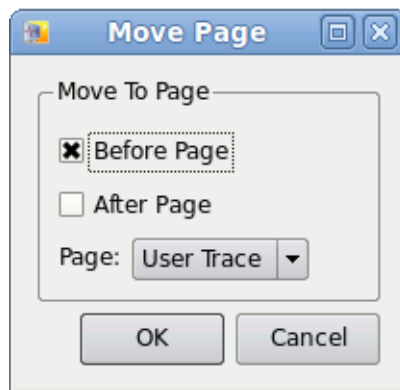 Move Page
Move To Page
Before Page
After Page
Page: User Trace
OK Cancel